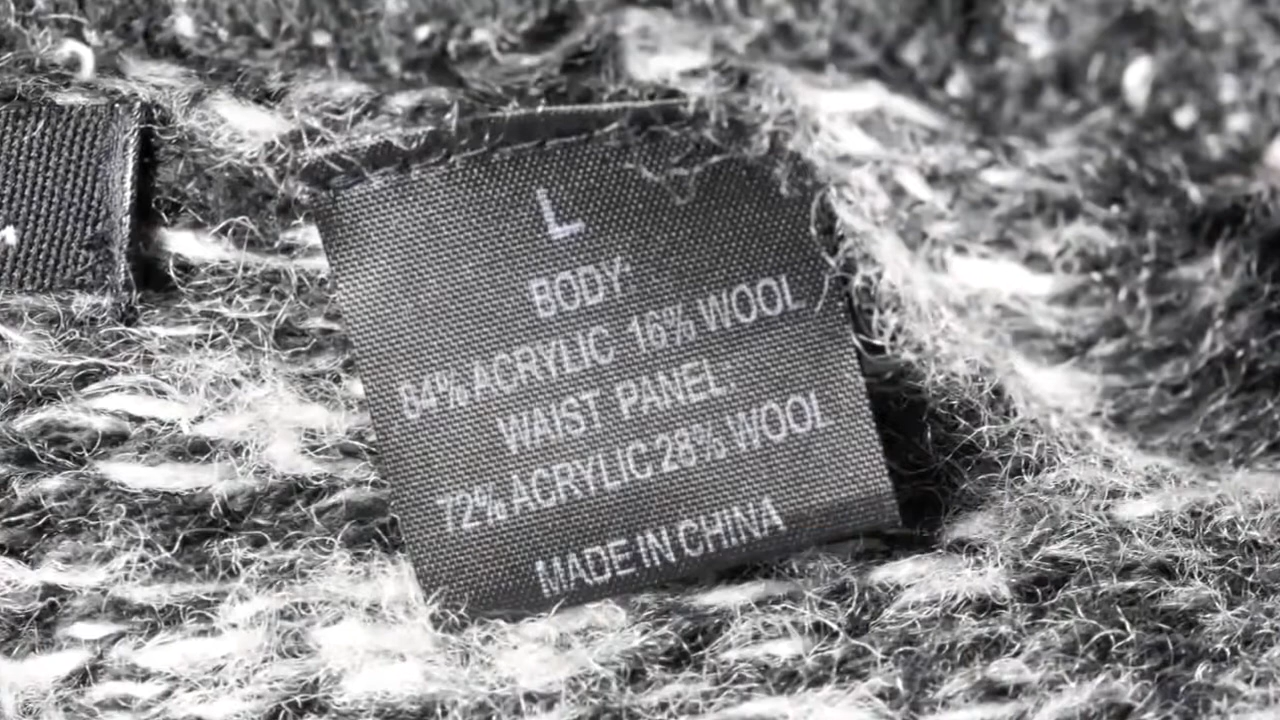 L
BODY:
84% ACRYLIC 16% WOOL
WAIST PANEL:
72% ACRYLIC 28% WOOL
MADE IN CHINA